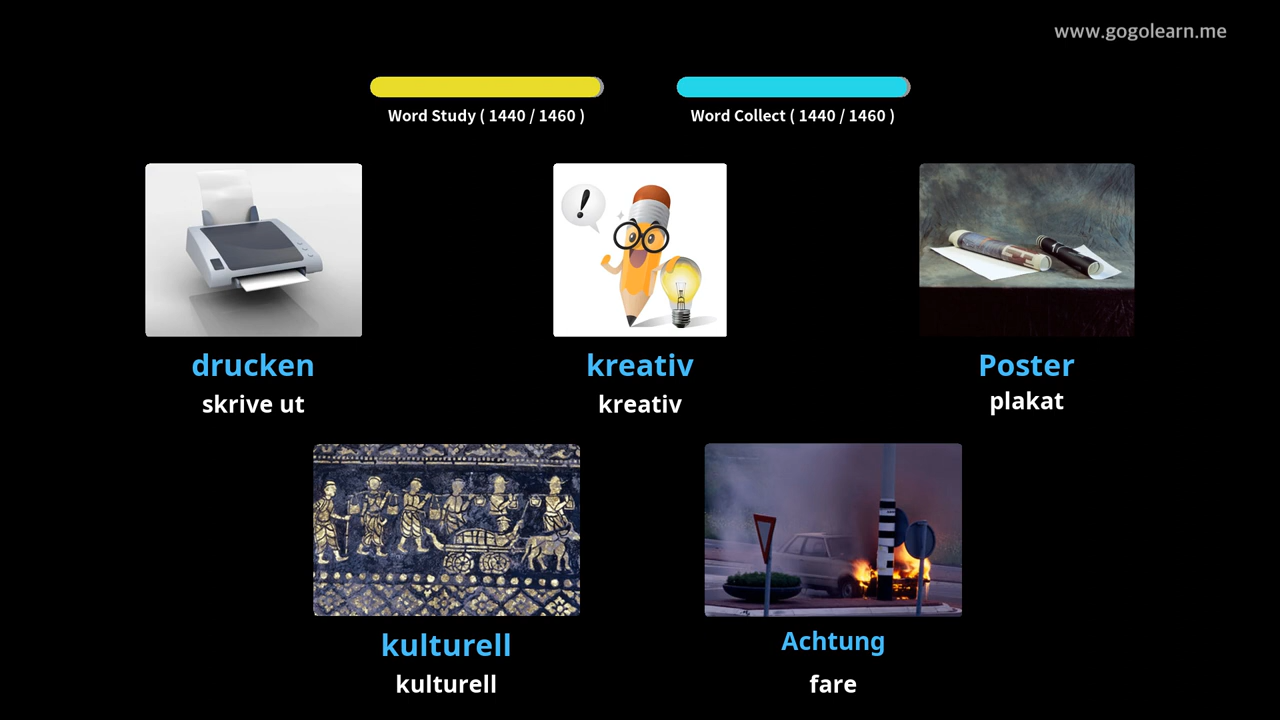 www.gogolearn.me
Word Study ( 1440 / 1460 )
Word Collect ( 1440 / 1460 )
drucken
skrive ut
kreativ
kreativ
Poster
plakat
kulturell
kulturell
Achtung
fare